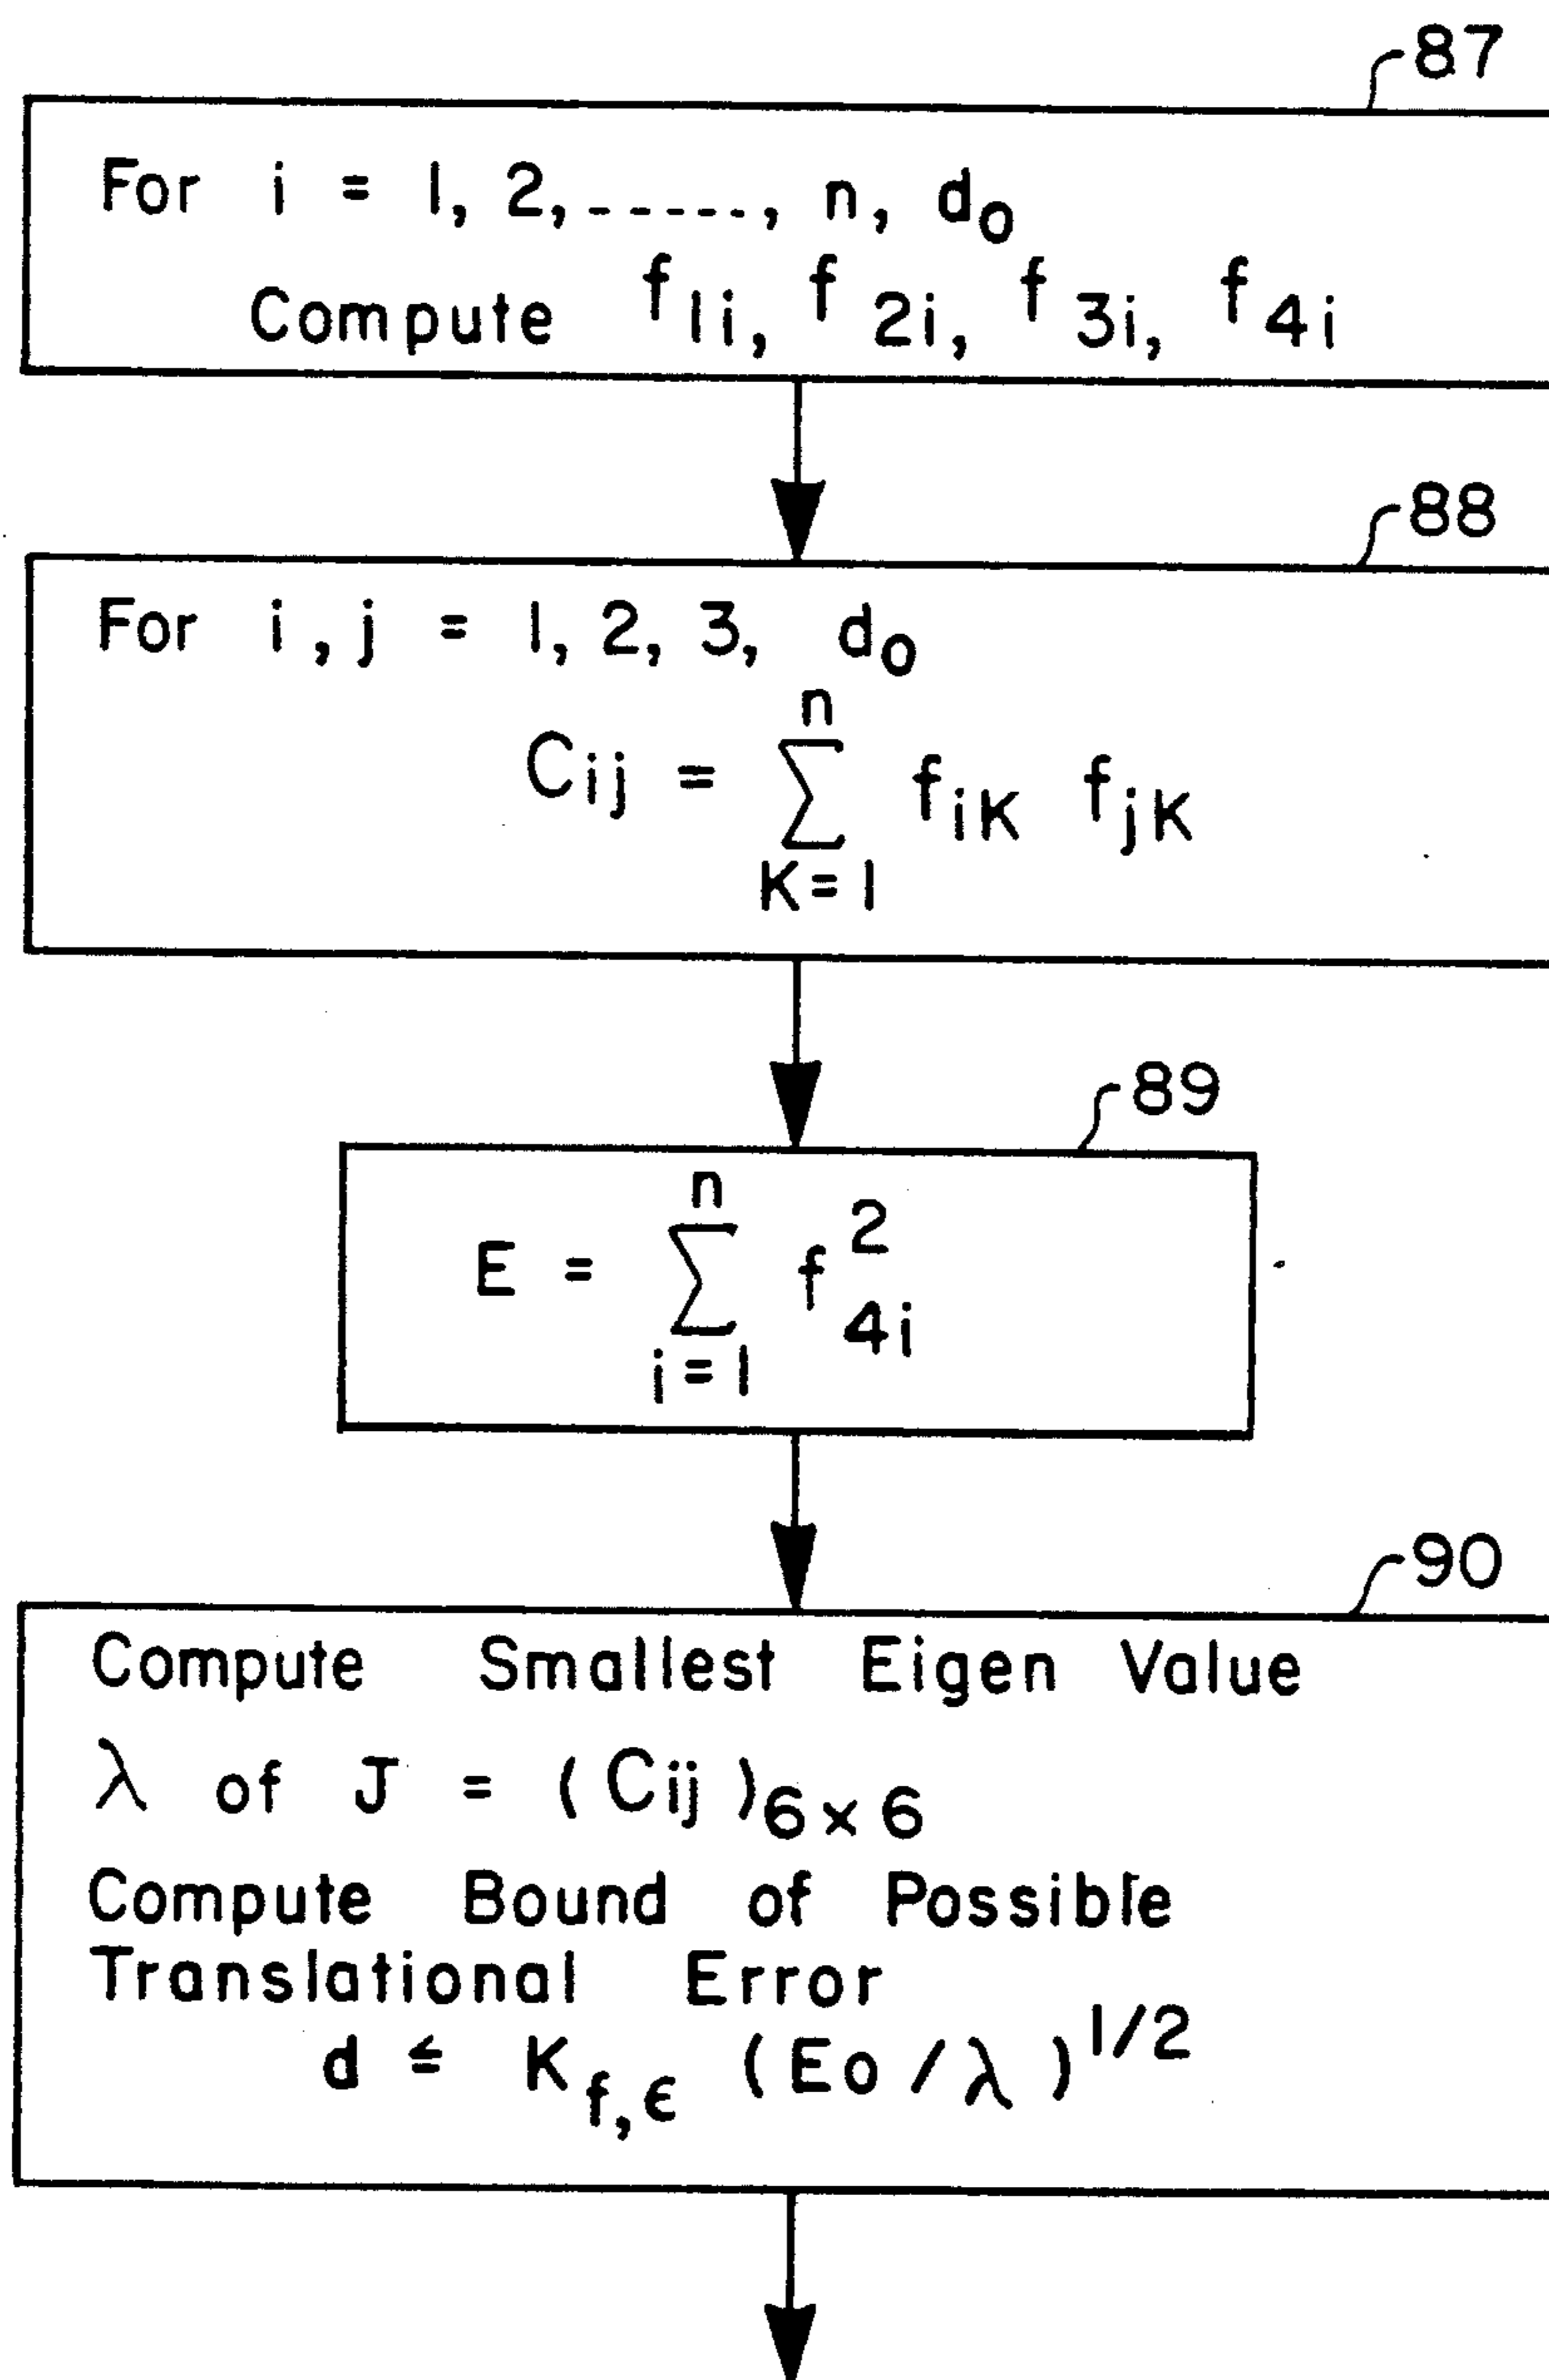 87
For i = 1, 2,------, n, do
Compute f1i, f2i, f3i, f4i
88
For i, j = 1, 2, 3, do
n
Cij = ∑ fiK fjK
K=1
89
n
E = ∑ f4i^2
i=1
90
Compute Smallest Eigen Value
λ of J = (Cij)6×6
Compute Bound of Possible
Translational Error
d ≤ Kf,ϵ (Eo/λ)^1/2